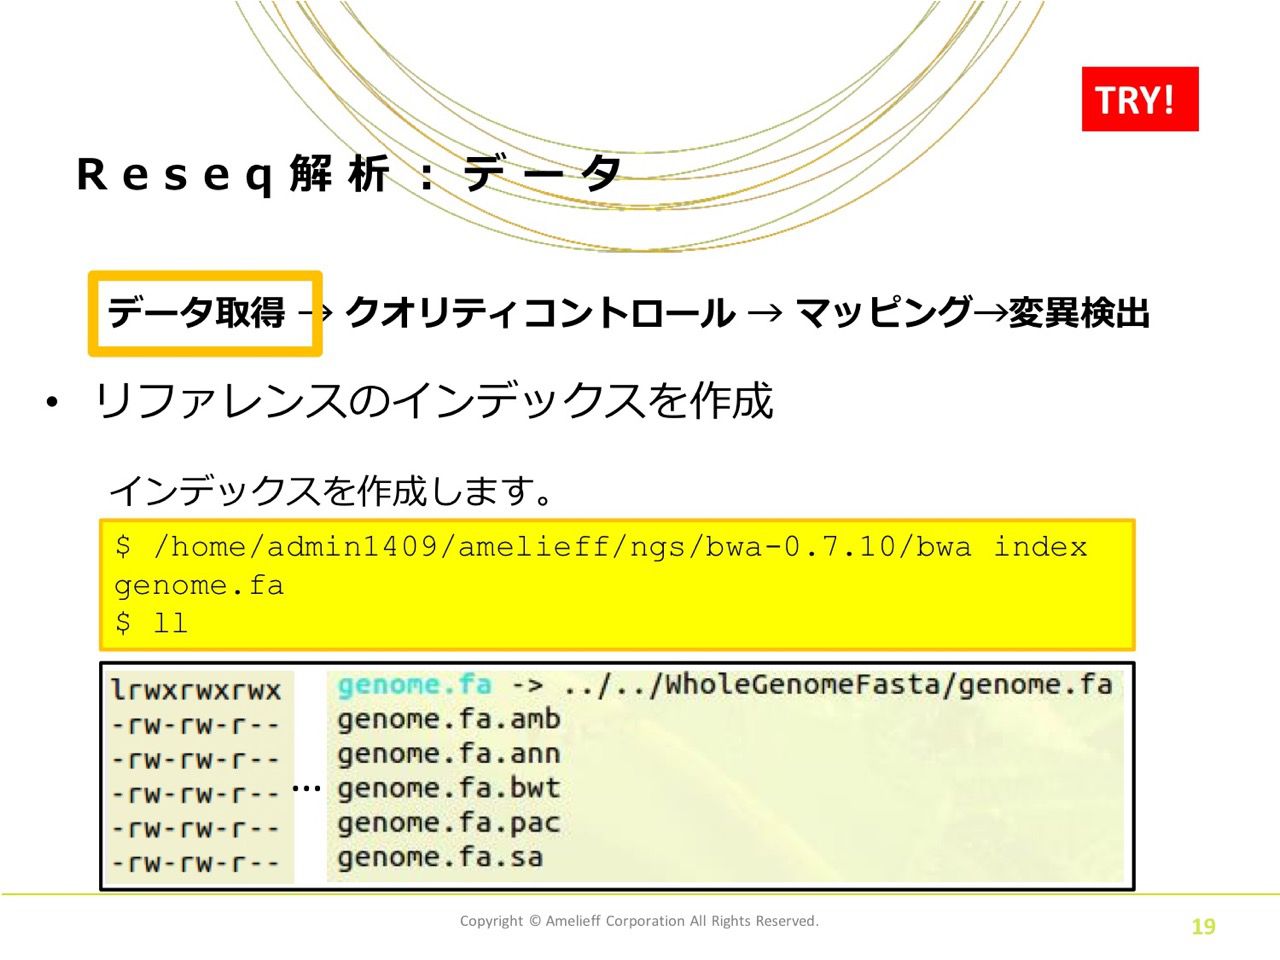 TRY!
Reseq解析：データ
データ取得 → クオリティコントロール → マッピング→変異検出
• リファレンスのインデックスを作成
インデックスを作成します。
$ /home/admin1409/amelieff/ngs/bwa-0.7.10/bwa index
genome.fa
$ ll
lrwxrwxrwx genome.fa -> ../../WholeGenomeFasta/genome.fa
-rw-rw-r-- genome.fa.amb
-rw-rw-r-- genome.fa.ann
-rw-rw-r-- … genome.fa.bwt
-rw-rw-r-- genome.fa.pac
-rw-rw-r-- genome.fa.sa
Copyright © Amelieff Corporation All Rights Reserved.
19